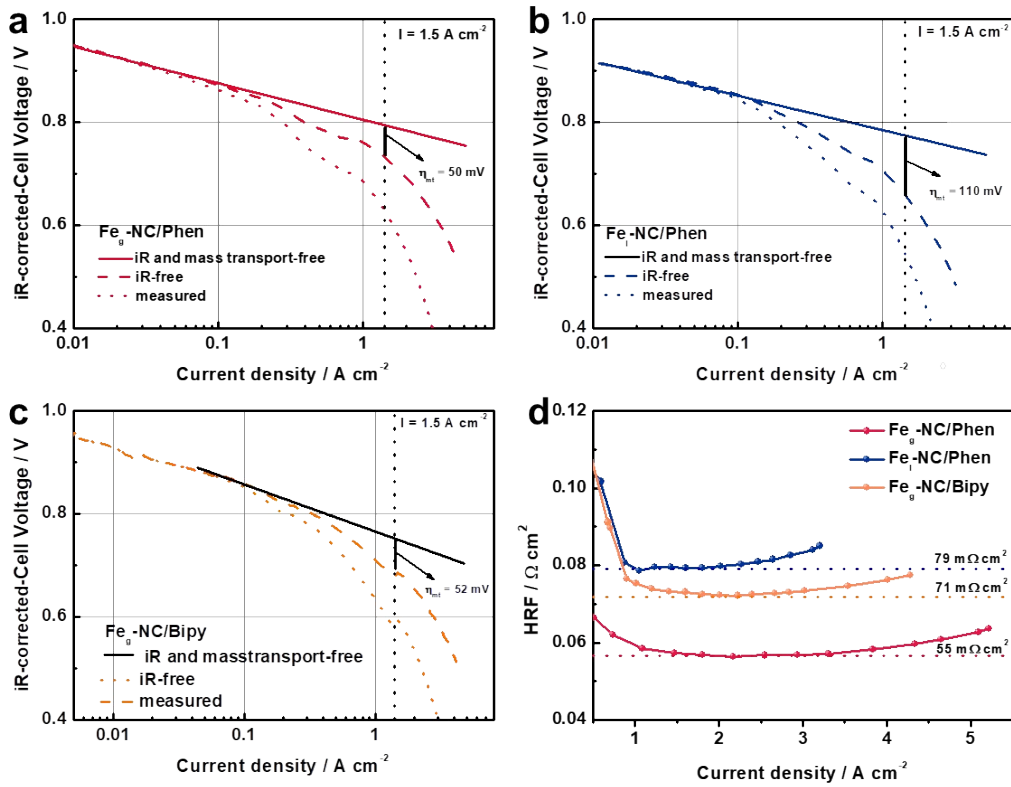 a
iR-corrected-Cell Voltage / V
1.0
0.8
0.6
0.4
I = 1.5 A cm-2
ηmt = 50 mV
Feg-NC/Phen
iR and mass transport-free
iR-free
measured
0.01
0.1
1
Current density / A cm-2
b
iR-corrected-Cell Voltage / V
1.0
0.8
0.6
0.4
I = 1.5 A cm-2
ηmt = 110 mV
Fel-NC/Phen
iR and mass transport-free
iR-free
measured
0.01
0.1
1
Current density / A cm-2
c
iR-corrected-Cell Voltage / V
1.0
0.8
0.6
0.4
I = 1.5 A cm-2
ηmt = 52 mV
Feg-NC/Bipy
iR and masstransport-free
iR-free
measured
0.01
0.1
1
Current density / A cm-2
d
HRF / Ω cm2
0.12
0.10
0.08
0.06
0.04
Feg-NC/Phen
Fel-NC/Phen
Feg-NC/Bipy
79 mΩ cm2
71 mΩ cm2
55 mΩ cm2
1
2
3
4
5
Current density / A cm-2